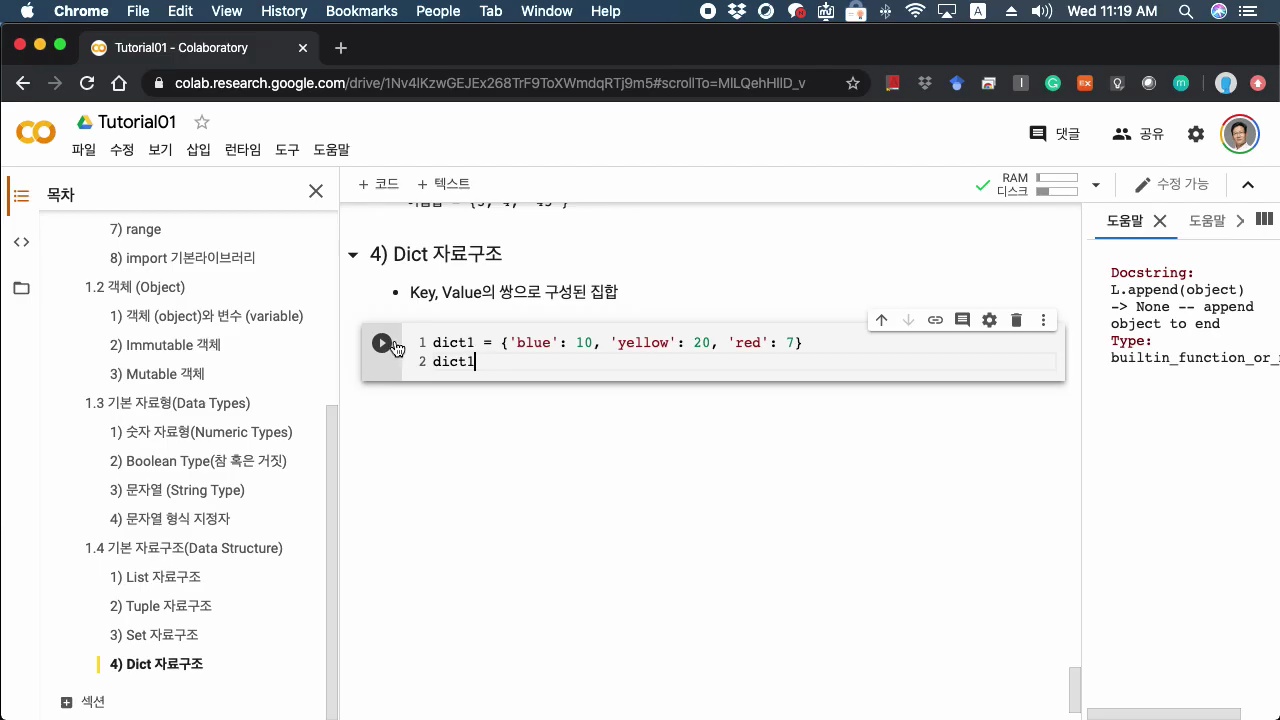 Chrome File Edit View History Bookmarks People Tab Window Help A Wed 11:19 AM
Tutorial01 - Colaboratory
colab.research.google.com/drive/1Nv4lKzwGEJEx268TrF9ToXWmdqRTj9m5#scrollTo=MlLQehHlID_v
Tutorial01
파일 수정 보기 삽입 런타임 도구 도움말
댓글 공유
목차
+ 코드 + 텍스트
RAM
디스크
수정 가능
7) range
8) import 기본라이브러리
1.2 객체 (Object)
1) 객체 (object)와 변수 (variable)
2) Immutable 객체
3) Mutable 객체
1.3 기본 자료형(Data Types)
1) 숫자 자료형(Numeric Types)
2) Boolean Type(참 혹은 거짓)
3) 문자열 (String Type)
4) 문자열 형식 지정자
1.4 기본 자료구조(Data Structure)
1) List 자료구조
2) Tuple 자료구조
3) Set 자료구조
4) Dict 자료구조
섹션
4) Dict 자료구조
• Key, Value의 쌍으로 구성된 집합
1 dict1 = {'blue': 10, 'yellow': 20, 'red': 7}
2 dict1
도움말 도움말
Docstring:
L.append(object)
-> None -- append
object to end
Type:
builtin_function_or_